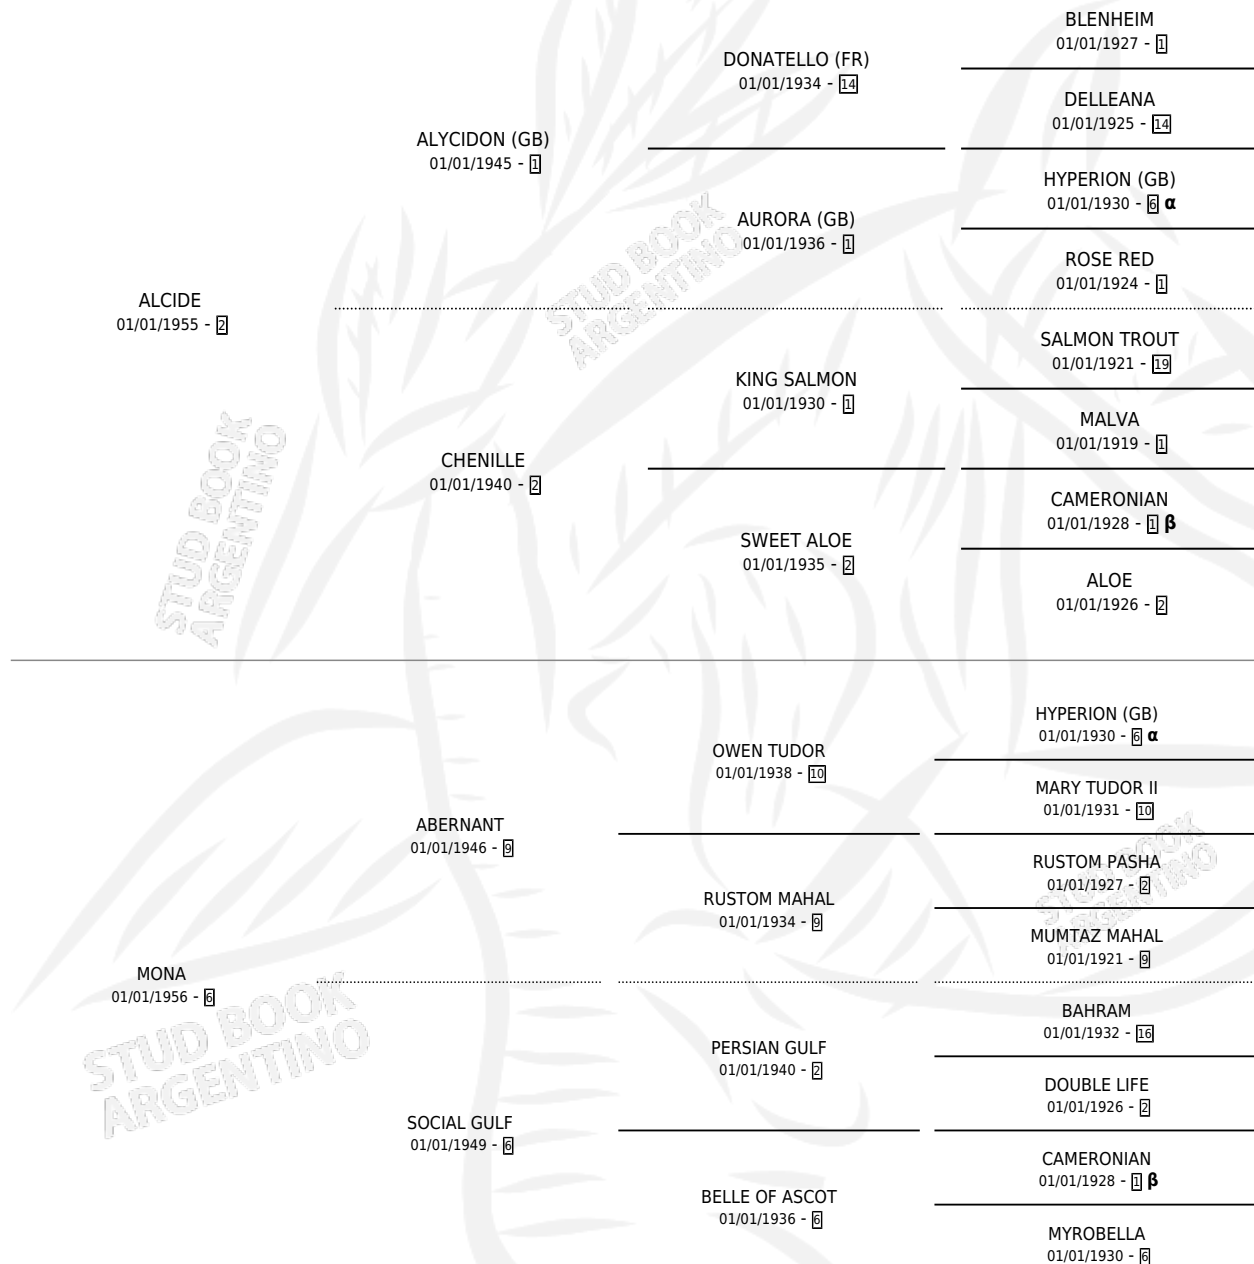 BLENHEIM
01/01/1927 - 1
DONATELLO (FR)
01/01/1934 - 14
DELLEANA
01/01/1925 - 14
ALYCIDON (GB)
01/01/1945 - 1
HYPERION (GB)
01/01/1930 - 6 α
AURORA (GB)
01/01/1936 - 1
ROSE RED
01/01/1924 - 1
ALCIDE
01/01/1955 - 2
SALMON TROUT
01/01/1921 - 19
KING SALMON
01/01/1930 - 1
MALVA
01/01/1919 - 1
CHENILLE
01/01/1940 - 2
CAMERONIAN
01/01/1928 - 1 β
SWEET ALOE
01/01/1935 - 2
ALOE
01/01/1926 - 2
HYPERION (GB)
01/01/1930 - 6 α
OWEN TUDOR
01/01/1938 - 10
MARY TUDOR II
01/01/1931 - 10
ABERNANT
01/01/1946 - 9
RUSTOM PASHA
01/01/1927 - 2
RUSTOM MAHAL
01/01/1934 - 9
MUMTAZ MAHAL
01/01/1921 - 9
MONA
01/01/1956 - 6
BAHRAM
01/01/1932 - 16
PERSIAN GULF
01/01/1940 - 2
DOUBLE LIFE
01/01/1926 - 2
SOCIAL GULF
01/01/1949 - 6
CAMERONIAN
01/01/1928 - 1 β
BELLE OF ASCOT
01/01/1936 - 6
MYROBELLA
01/01/1930 - 6
STUD BOOK
ARGENTINO
STUD BOOK
ARGENTINO
STUD BOOK
ARGENTINO
STUD BOOK
ARGENTINO